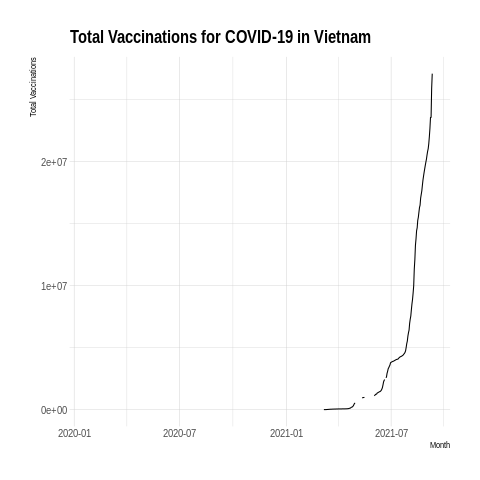 Total Vaccinations for COVID-19 in Vietnam
Total Vaccinations
2e+07
1e+07
0e+00
2020-01 2020-07 2021-01 2021-07
Month